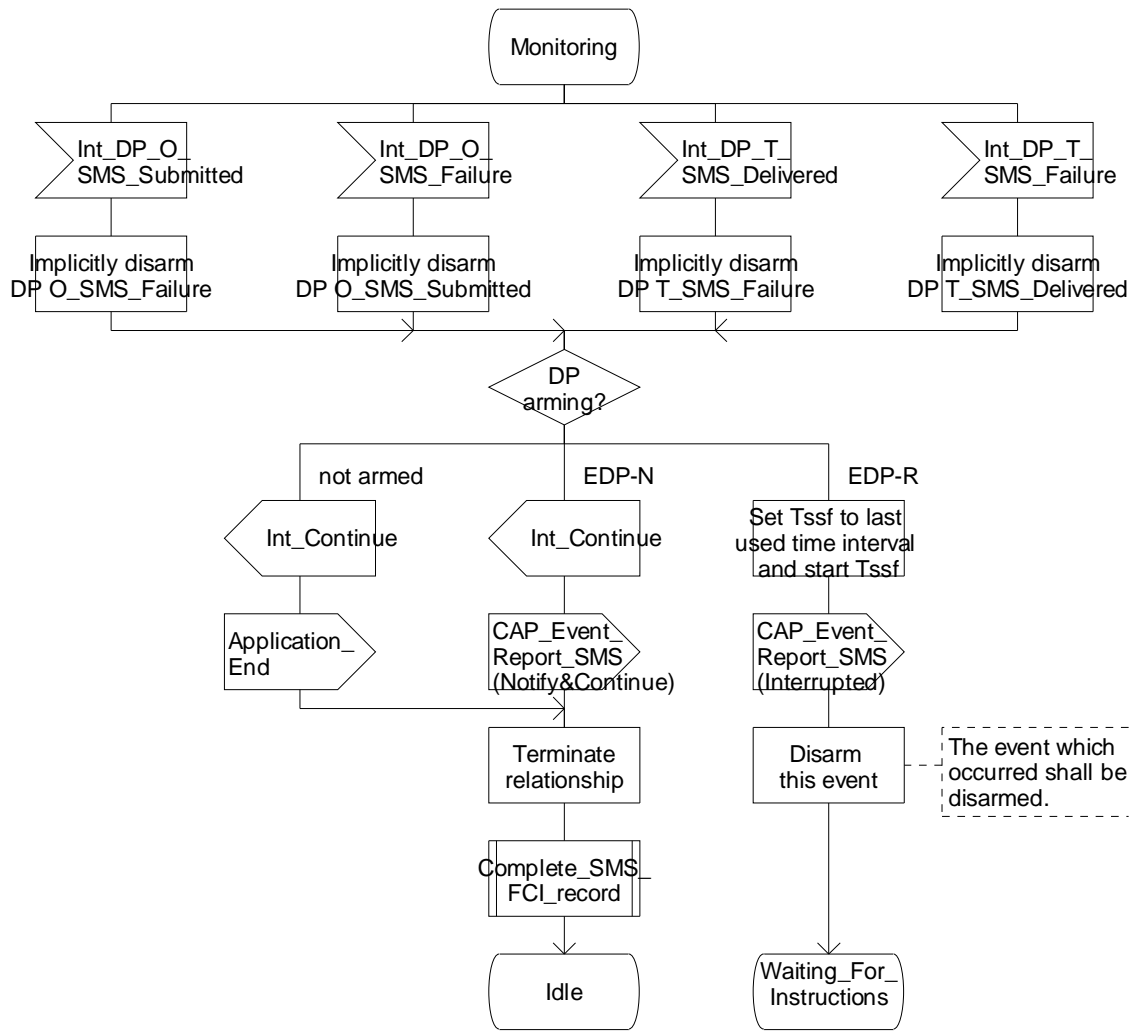 Monitoring
Int_DP_O_
SMS_Submitted
Int_DP_O_
SMS_Failure
Int_DP_T_
SMS_Delivered
Int_DP_T_
SMS_Failure
Implicitly disarm
DP O_SMS_Failure
Implicitly disarm
DP O_SMS_Submitted
Implicitly disarm
DP T_SMS_Failure
Implicitly disarm
DP T_SMS_Delivered
DP
arming?
not armed
EDP-N
EDP-R
Int_Continue
Int_Continue
Set Tssf to last
used time interval
and start Tssf
Application_
End
CAP_Event_
Report_SMS
(Notify&Continue)
CAP_Event_
Report_SMS
(Interrupted)
Terminate
relationship
Disarm
this event
The event which
occurred shall be
disarmed.
Complete_SMS_
FCI_record
Idle
Waiting_For_
Instructions